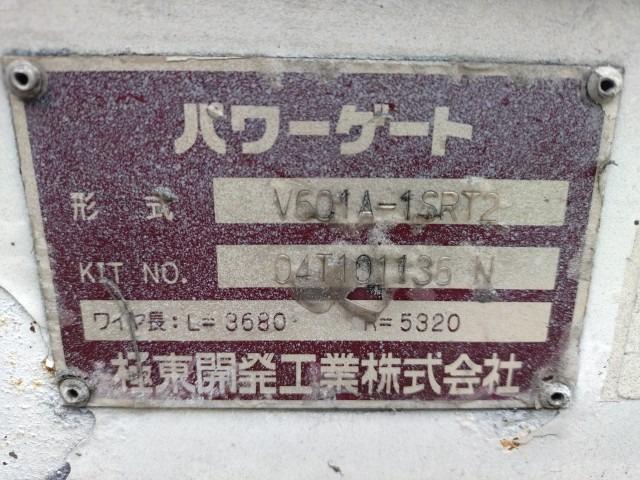 パワーゲート
形 式 V601A-1SRT2
KIT NO. 04T101136 N
ワイヤ長:L=3680 R=5320
極東開発工業株式会社